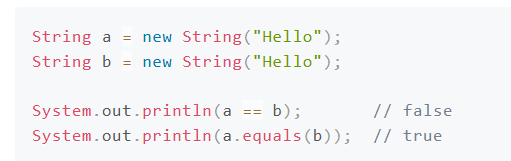 String a = new String("Hello");
String b = new String("Hello");
System.out.println(a == b);       // false
System.out.println(a.equals(b));  // true